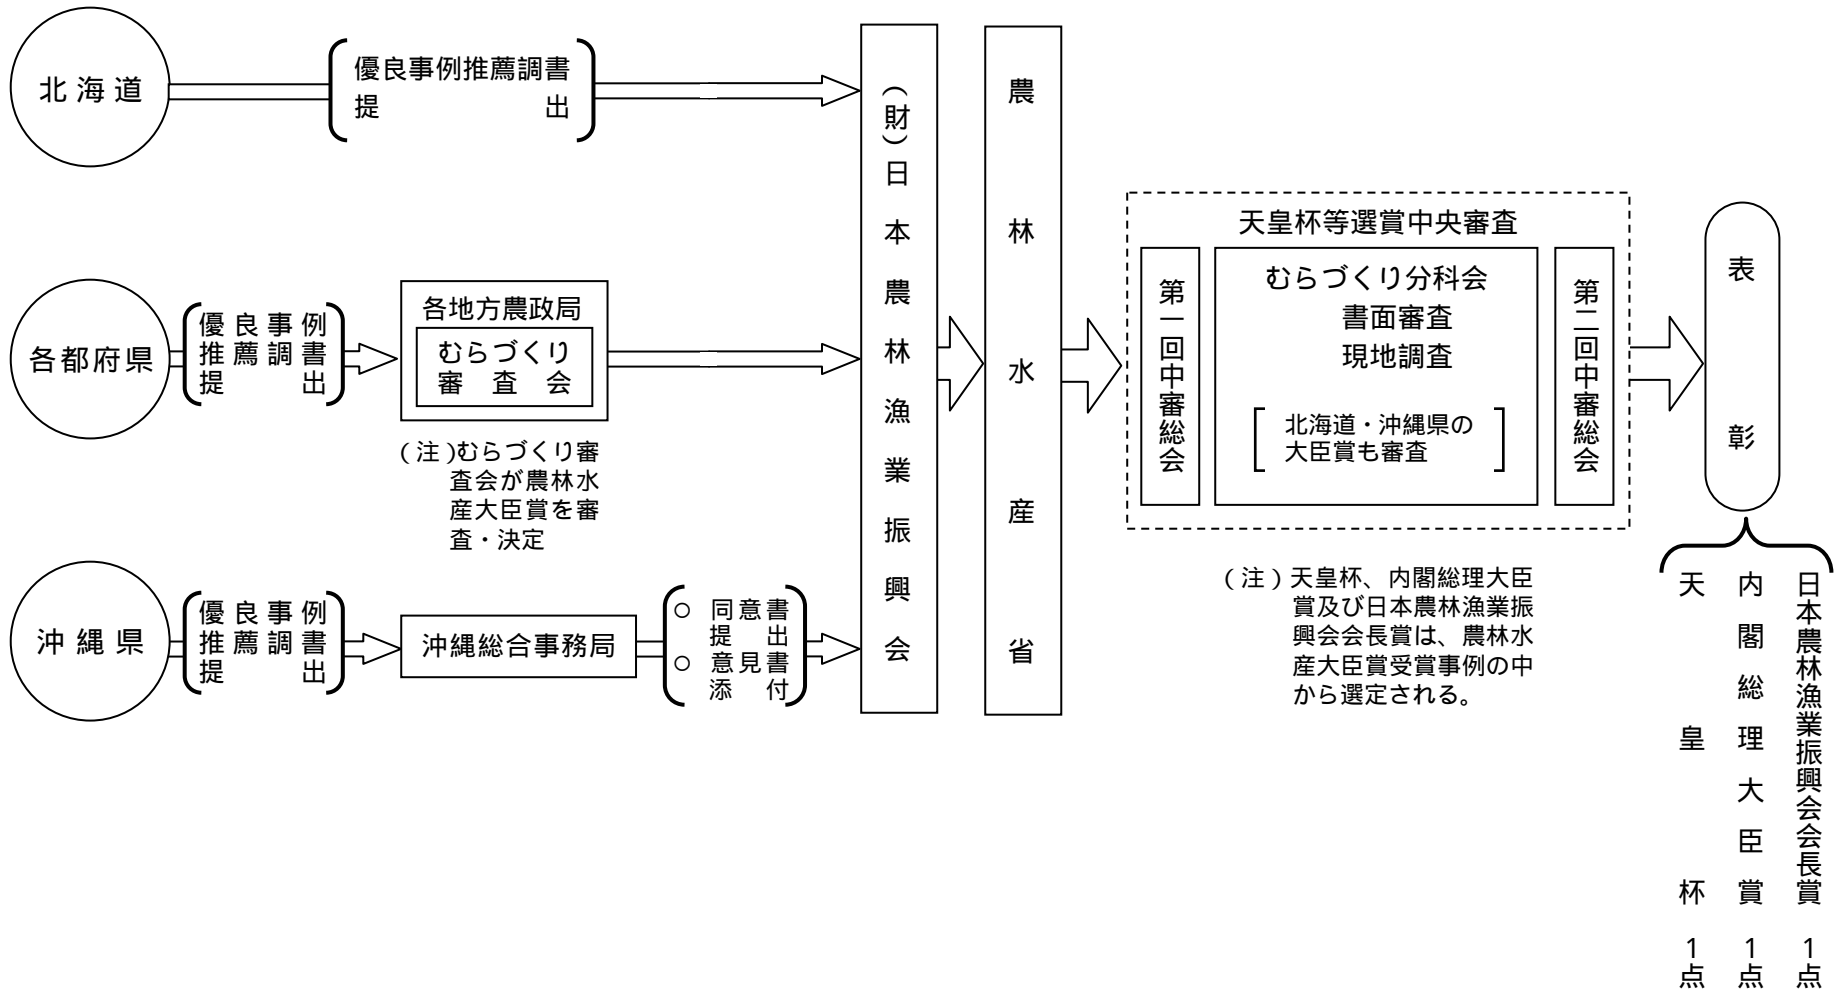 北海道
優良事例推薦調書
提出
各都府県
優良事例
推薦調書
提出
各地方農政局
むらづくり
審査会
(注)むらづくり審
査会が農林水
産大臣賞を審
査・決定
沖縄県
優良事例
推薦調書
提出
沖縄総合事務局
○ 同意書
提出
○ 意見書
添付
(財)日本農林漁業振興会
農林水産省
天皇杯等選賞中央審査
第一回中審総会
むらづくり分科会
書面審査
現地調査
[北海道・沖縄県の
大臣賞も審査]
第二回中審総会
(注)天皇杯、内閣総理大臣
賞及び日本農林漁業振
興会会長賞は、農林水
産大臣賞受賞事例の中
から選定される。
表彰
天皇杯 1点
内閣総理大臣賞 1点
日本農林漁業振興会会長賞 1点